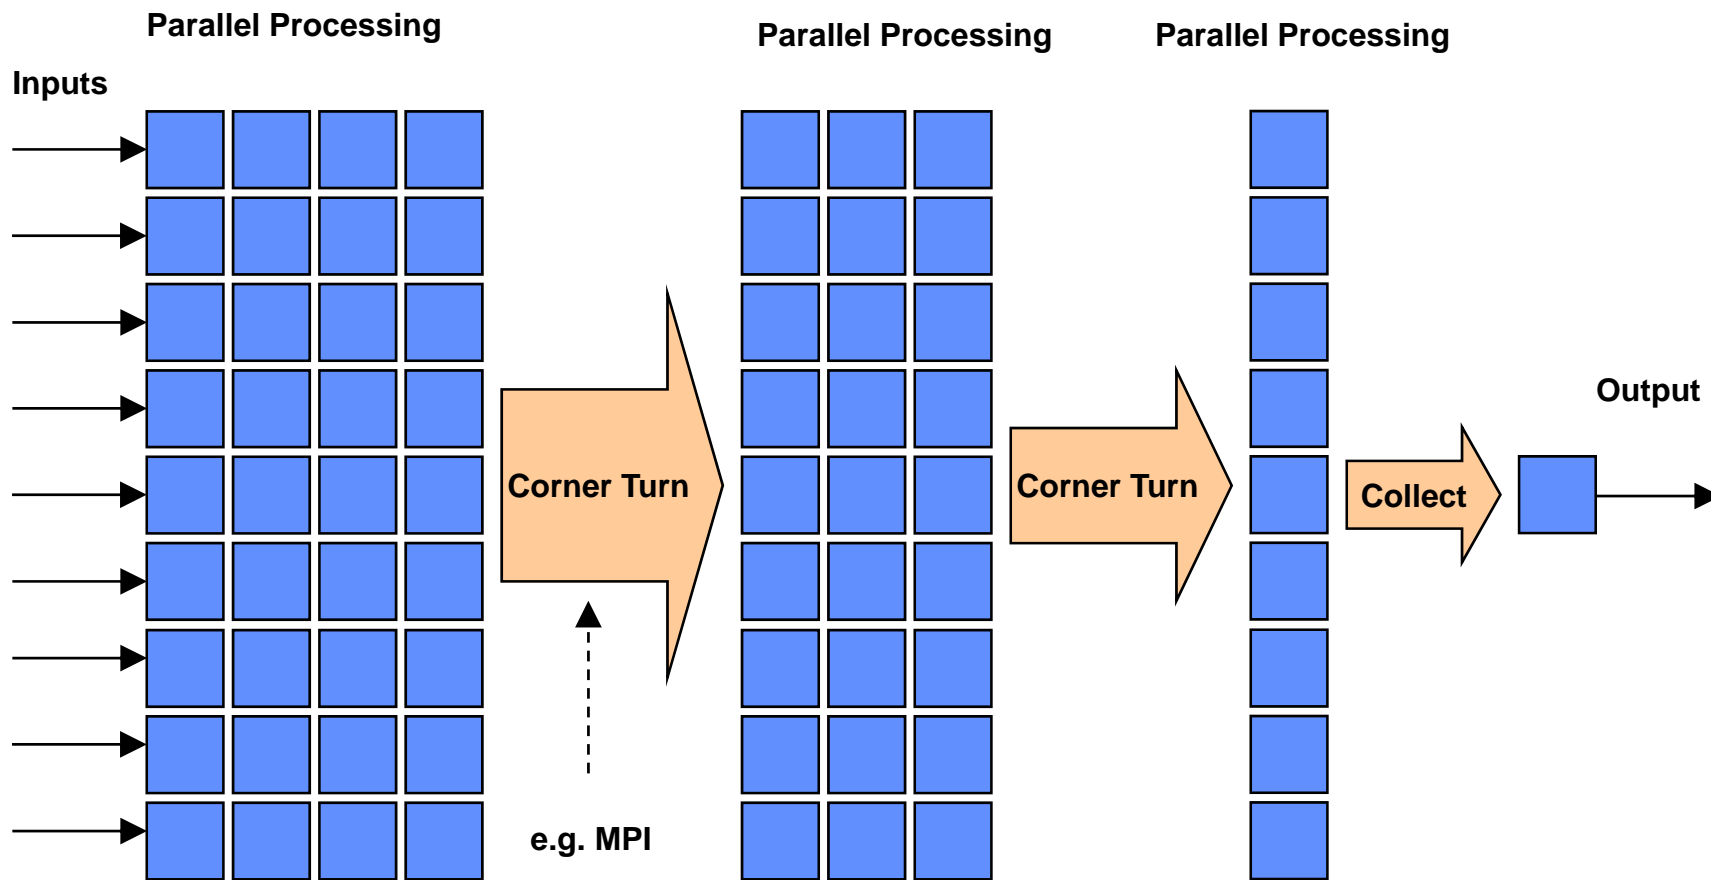 Parallel Processing
Parallel Processing
Parallel Processing
Inputs
Output
Corner Turn
Corner Turn
Collect
e.g. MPI